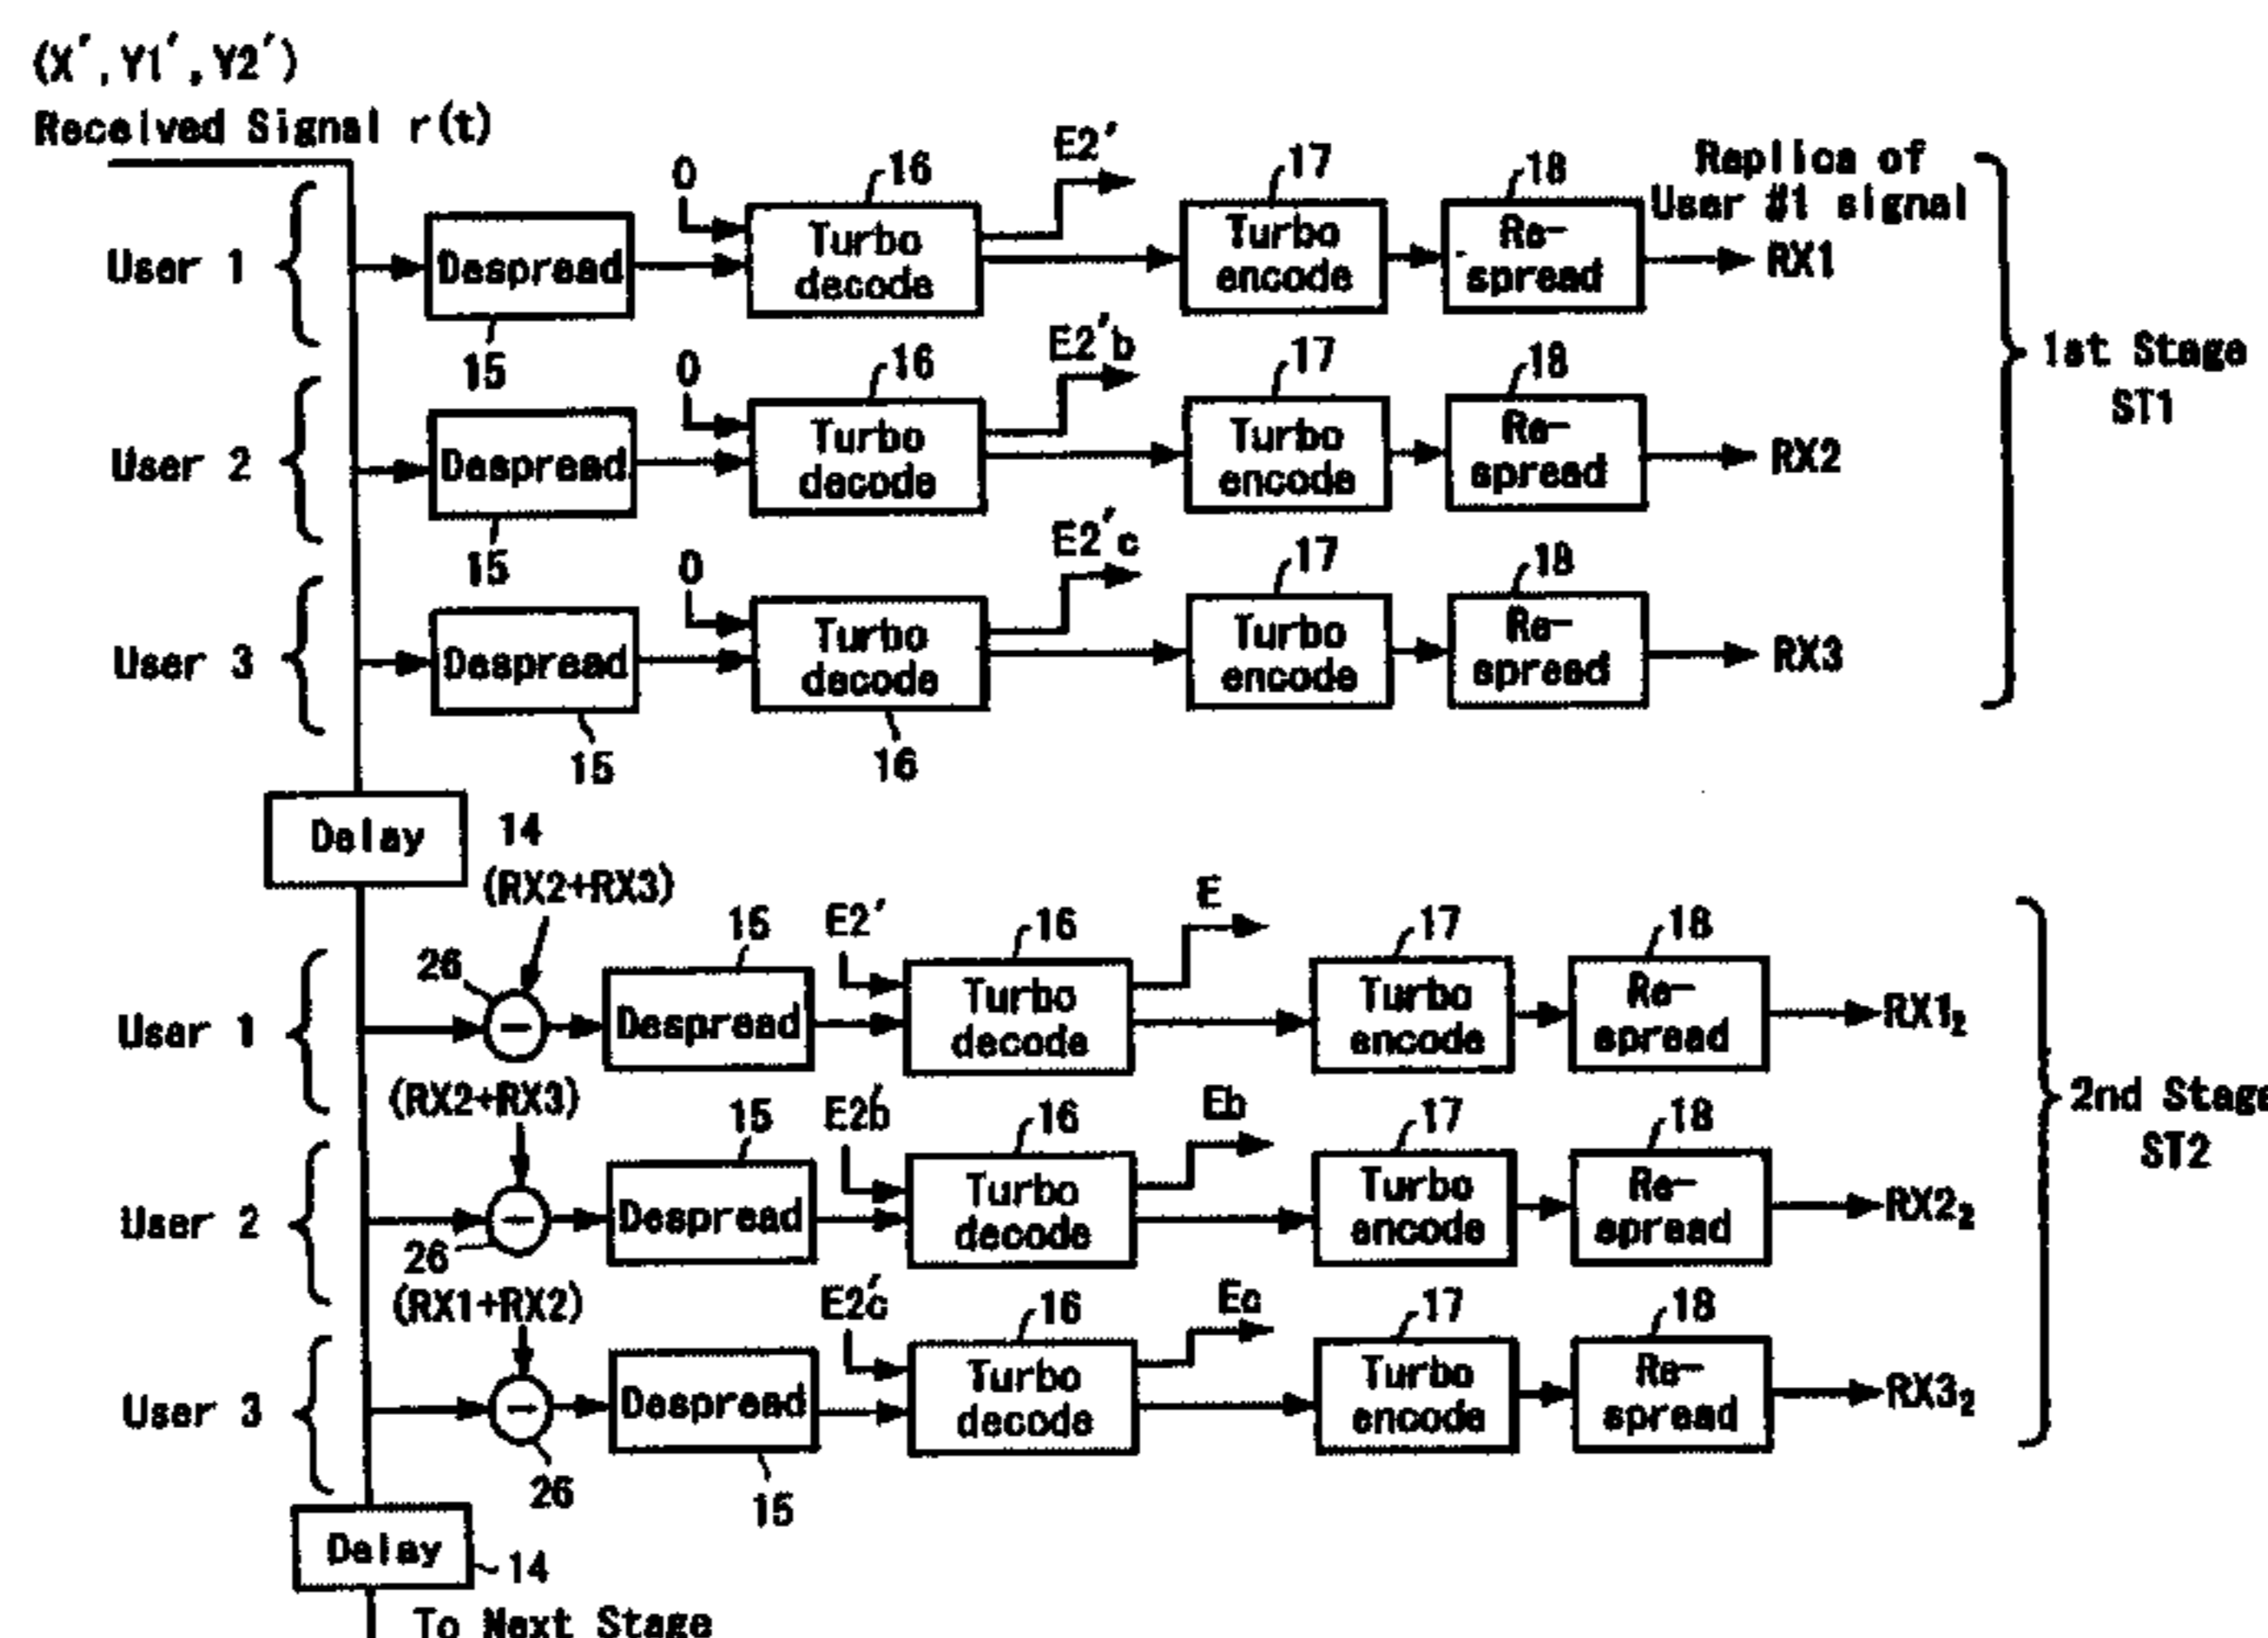 (X', Y1', Y2')
Received Signal r(t)
User 1
Despread
15
0
Turbo
decode
16
E2'
Turbo
encode
17
Re-
spread
18
Replica of
User #1 signal
RX1
User 2
Despread
15
0
Turbo
decode
16
E2'b
Turbo
encode
17
Re-
spread
18
RX2
User 3
Despread
15
0
Turbo
decode
16
E2'c
Turbo
encode
17
Re-
spread
18
RX3
1st Stage
ST1
Delay
14
(RX2+RX3)
User 1
26
Despread
15
E2'
Turbo
decode
16
E
Turbo
encode
17
Re-
spread
18
RX1₂
(RX2+RX3)
User 2
26
Despread
15
E2'b
Turbo
decode
16
Eb
Turbo
encode
17
Re-
spread
18
RX2₂
(RX1+RX2)
User 3
26
Despread
15
E2'c
Turbo
decode
16
Ec
Turbo
encode
17
Re-
spread
18
RX3₂
2nd Stage
ST2
Delay
14
To Next Stage